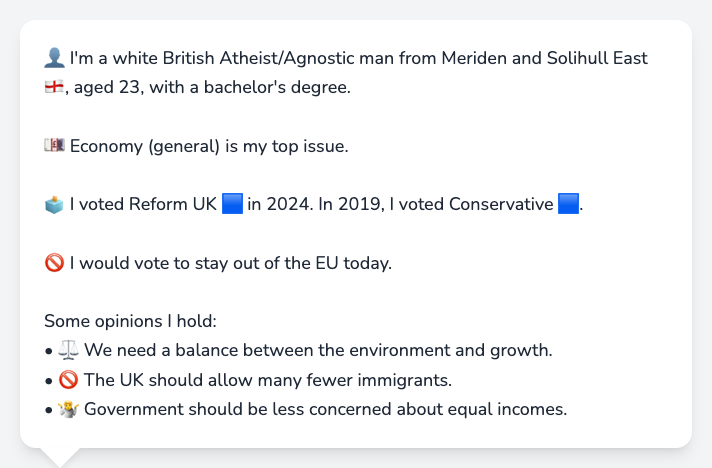 👤 I'm a white British Atheist/Agnostic man from Meriden and Solihull East
🏴󠁧󠁢󠁥󠁮󠁧󠁿, aged 23, with a bachelor's degree.
💷 Economy (general) is my top issue.
🗳️ I voted Reform UK 🟦 in 2024. In 2019, I voted Conservative 🟦.
🚫 I would vote to stay out of the EU today.
Some opinions I hold:
• ⚖️ We need a balance between the environment and growth.
• 🚫 The UK should allow many fewer immigrants.
• 🤷 Government should be less concerned about equal incomes.